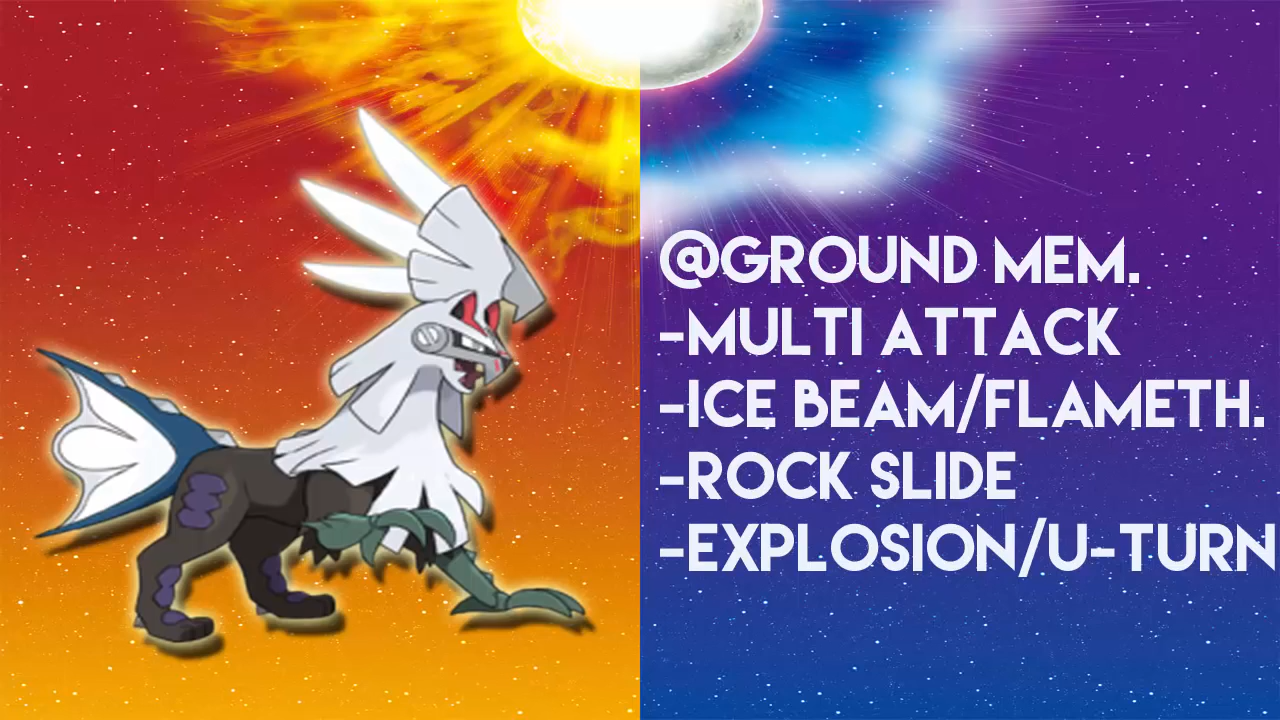 @GROUND MEM.
-MULTI ATTACK
-ICE BEAM/FLAMETH.
-ROCK SLIDE
-EXPLOSION/U-TURN